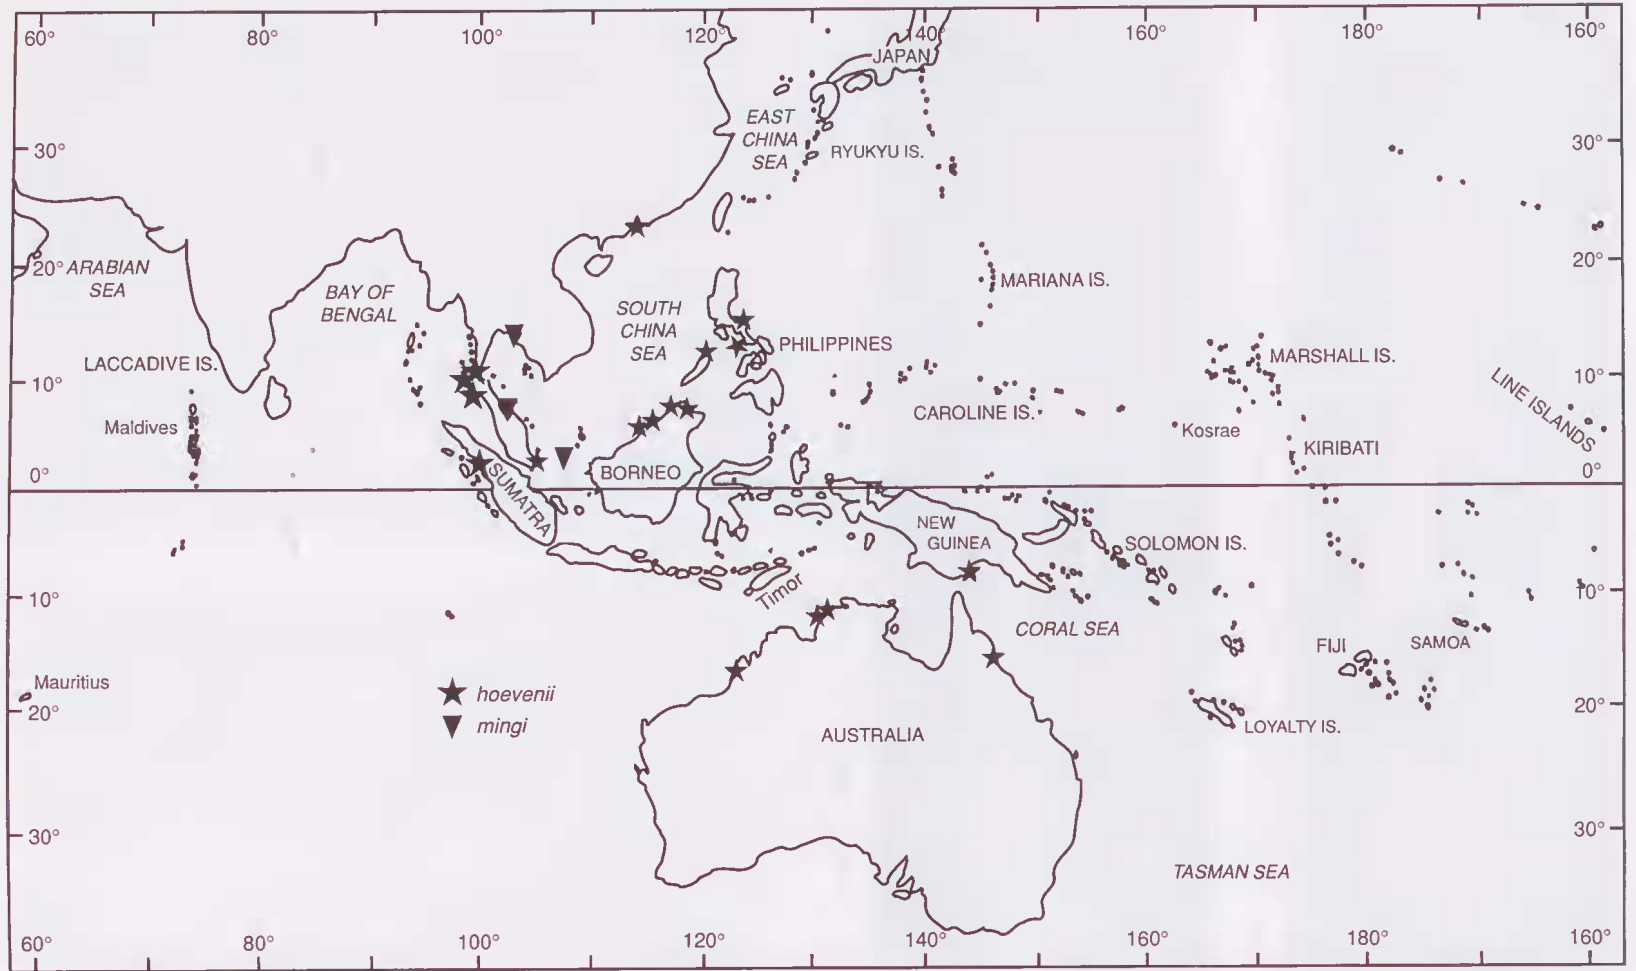 60° 80° 100° 120° 140° 160° 180° 160°
JAPAN
EAST
CHINA
SEA
30° RYUKYU IS. 30°
20° ARABIAN
SEA
20°
BAY OF
BENGAL
MARIANA IS.
SOUTH
CHINA
SEA
PHILIPPINES
MARSHALL IS.
LACCADIVE IS.
10° 10°
LINE ISLANDS
CAROLINE IS.
Maldives
Kosrae
KIRIBATI
0° 0°
SUMATRA
BORNEO
NEW
GUINEA
SOLOMON IS.
Timor
10° 10°
CORAL SEA
FIJI
SAMOA
Mauritius
hoevenii
20° 20°
mingi
LOYALTY IS.
AUSTRALIA
30° 30°
TASMAN SEA
60° 80° 100° 120° 140° 160° 180° 160°